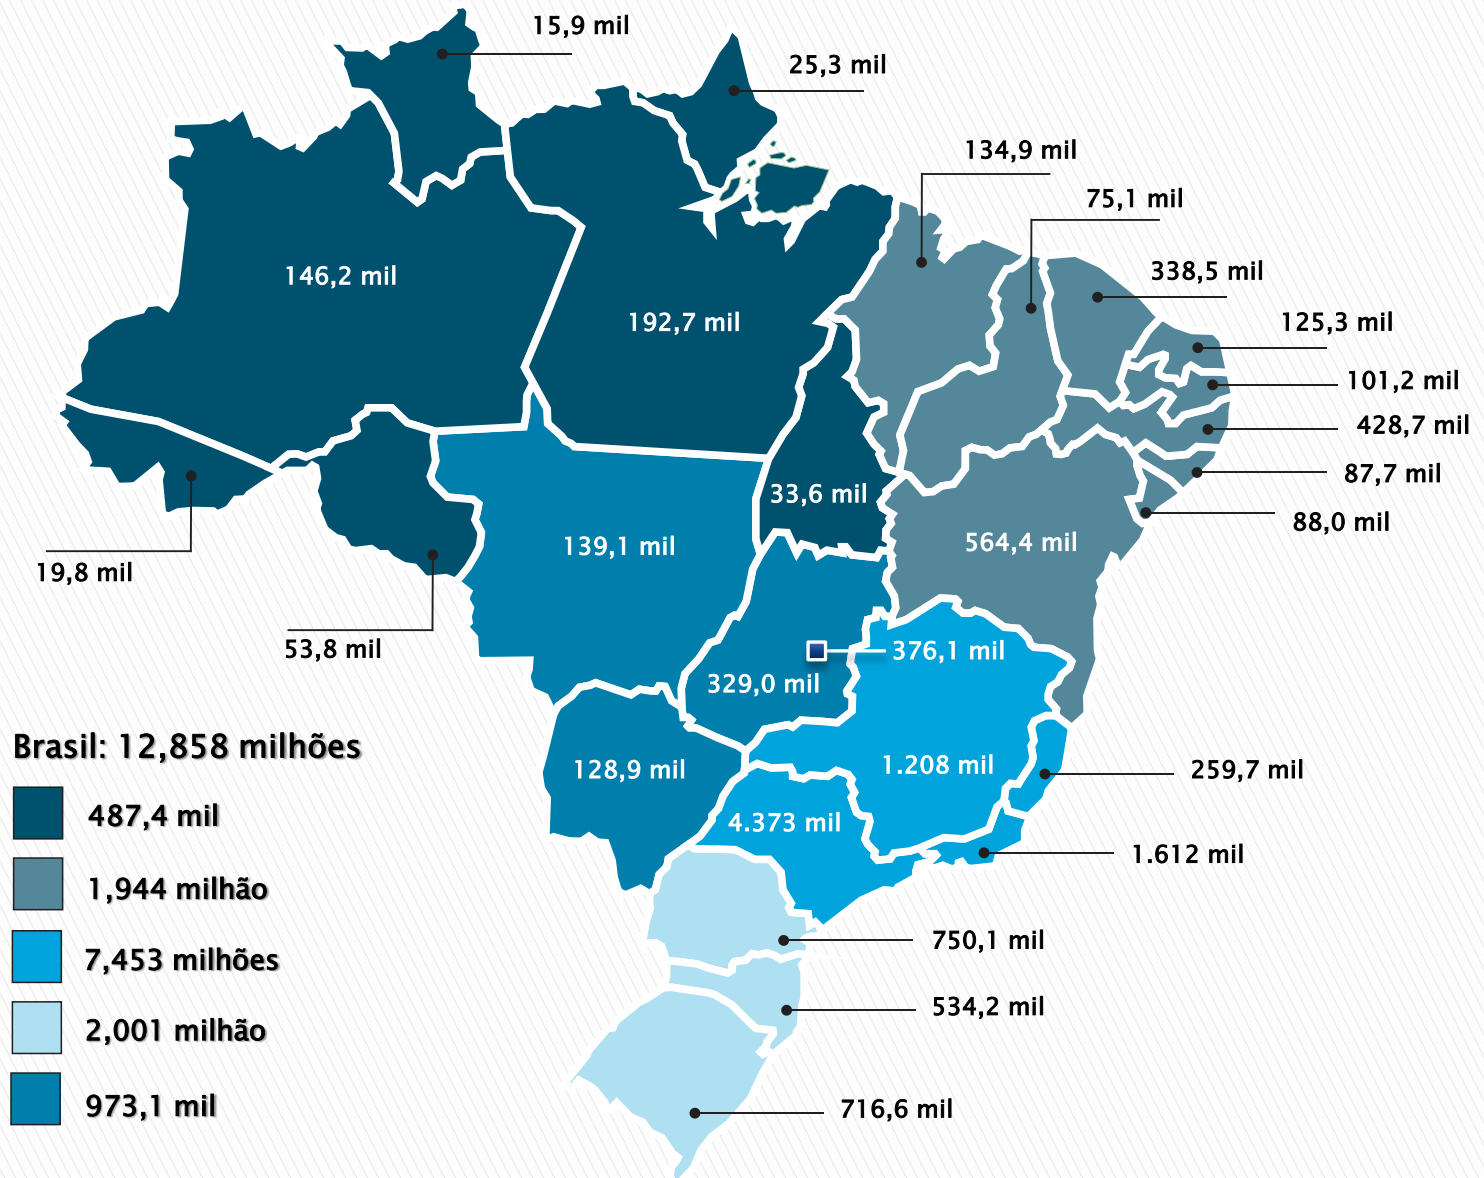 15,9 mil
25,3 mil
134,9 mil
75,1 mil
338,5 mil
146,2 mil
192,7 mil
125,3 mil
101,2 mil
428,7 mil
87,7 mil
33,6 mil
88,0 mil
139,1 mil
564,4 mil
19,8 mil
53,8 mil
376,1 mil
329,0 mil
Brasil: 12,858 milhões
128,9 mil
1.208 mil
259,7 mil
487,4 mil
4.373 mil
1.612 mil
1,944 milhão
750,1 mil
7,453 milhões
534,2 mil
2,001 milhão
973,1 mil
716,6 mil